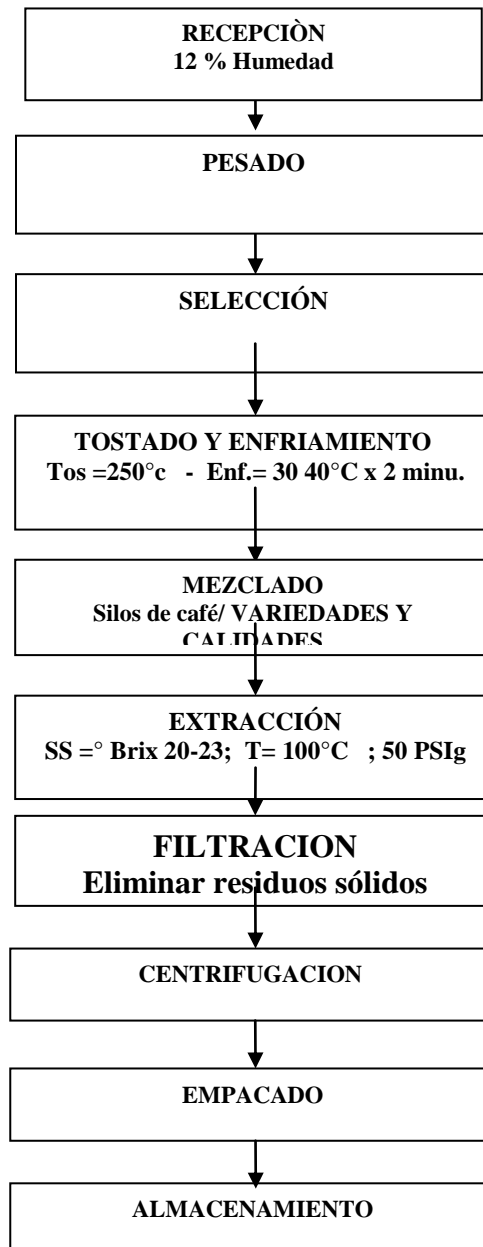 RECEPCIÒN
12 % Humedad
PESADO
SELECCIÓN
TOSTADO Y ENFRIAMIENTO
Tos =250°c - Enf.= 30 40°C x 2 minu.
MEZCLADO
Silos de café/ VARIEDADES Y
CALIDADES
EXTRACCIÓN
SS =° Brix 20-23; T= 100°C ; 50 PSIg
FILTRACION
Eliminar residuos sólidos
CENTRIFUGACION
EMPACADO
ALMACENAMIENTO